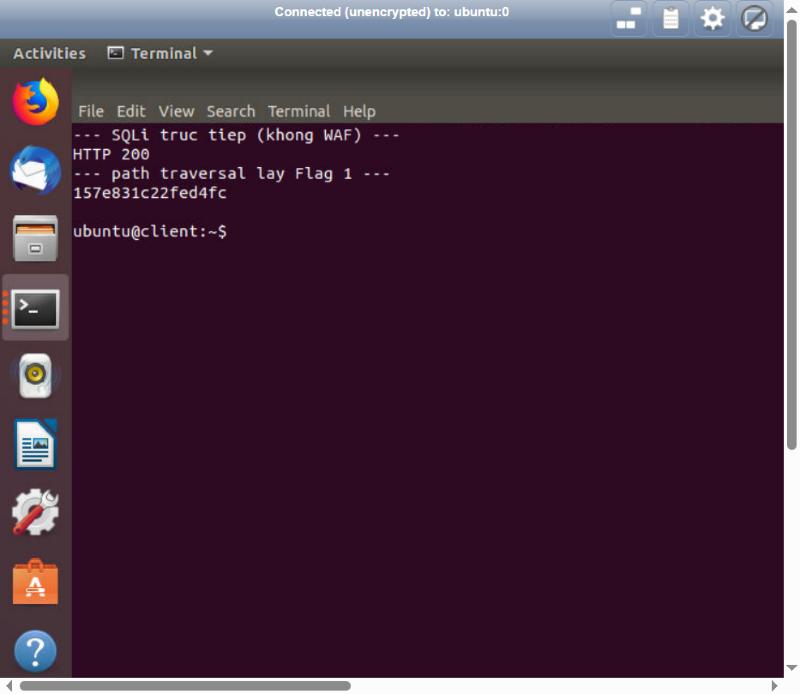 Connected (unencrypted) to: ubuntu:0
Activities Terminal
File Edit View Search Terminal Help
--- SQLi truc tiep (khong WAF) ---
HTTP 200
--- path traversal lay Flag 1 ---
157e831c22fed4fc
ubuntu@client:~$